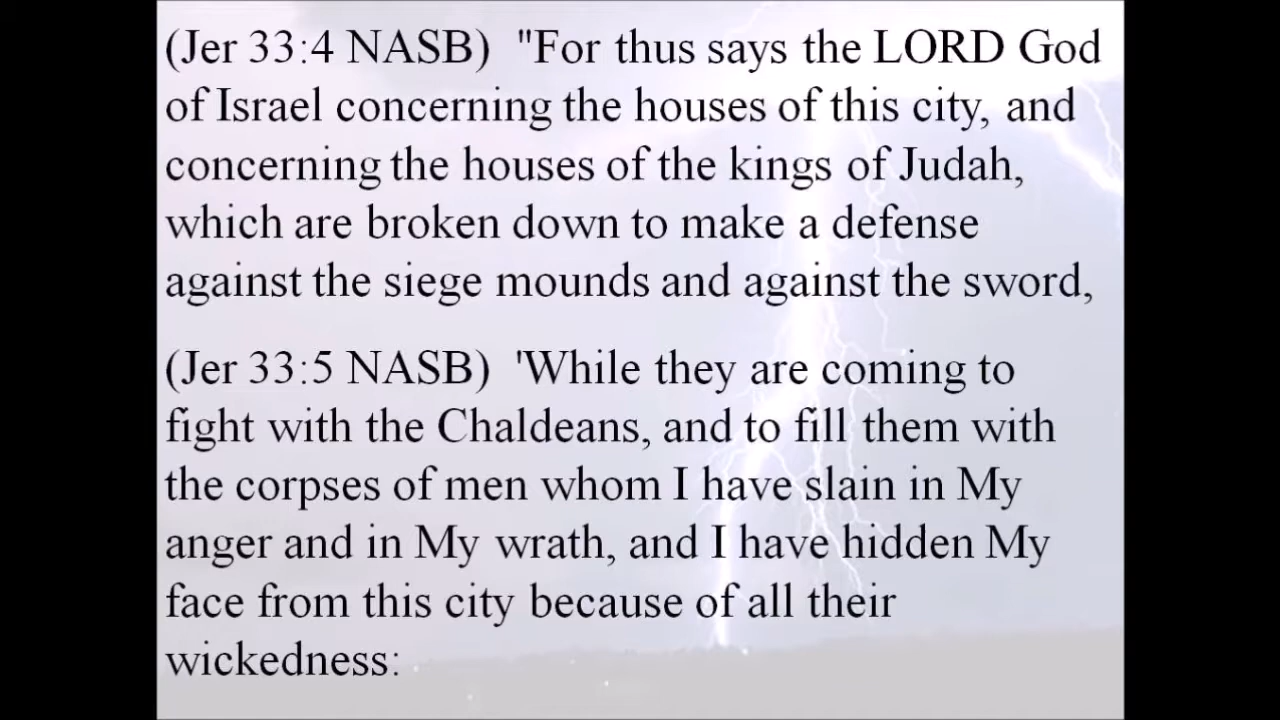 (Jer 33:4 NASB)  "For thus says the LORD God
of Israel concerning the houses of this city, and
concerning the houses of the kings of Judah,
which are broken down to make a defense
against the siege mounds and against the sword,
(Jer 33:5 NASB)  'While they are coming to
fight with the Chaldeans, and to fill them with
the corpses of men whom I have slain in My
anger and in My wrath, and I have hidden My
face from this city because of all their
wickedness: